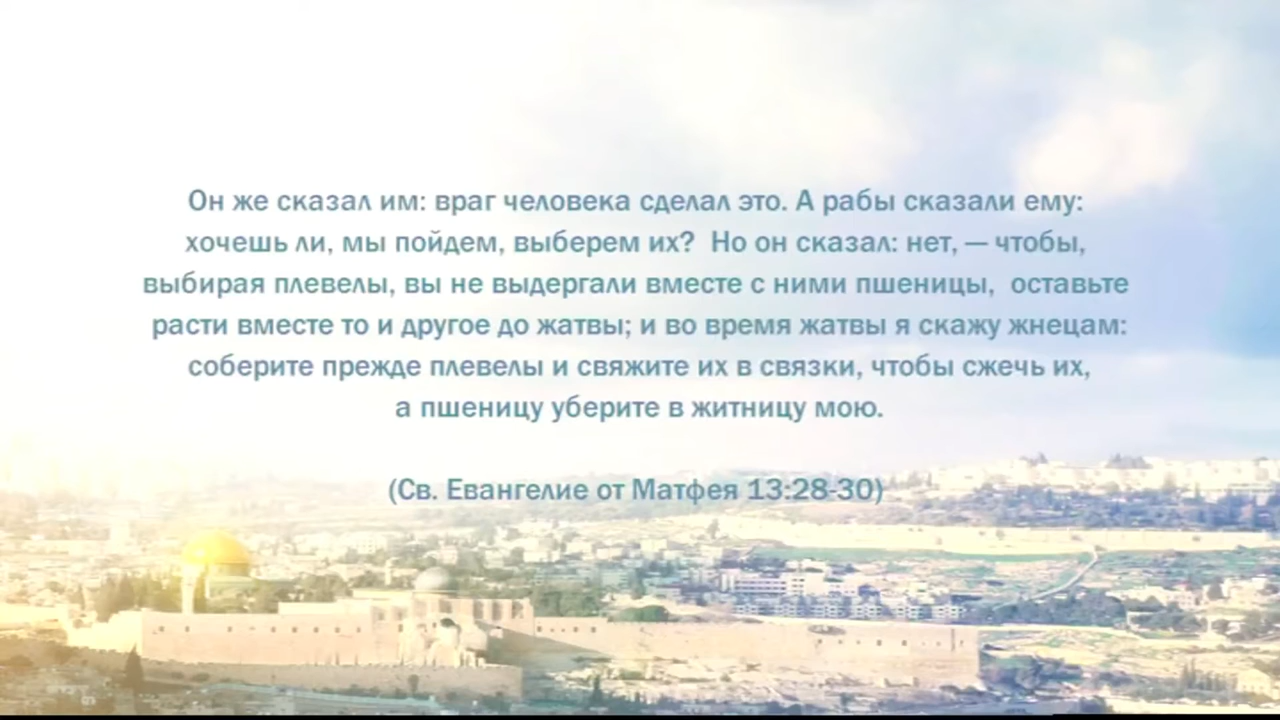 Он же сказал им: враг человека сделал это. А рабы сказали ему:
хочешь ли, мы пойдем, выберем их?  Но он сказал: нет, — чтобы,
выбирая плевелы, вы не выдергали вместе с ними пшеницы,  оставьте
расти вместе то и другое до жатвы; и во время жатвы я скажу жнецам:
соберите прежде плевелы и свяжите их в связки, чтобы сжечь их,
а пшеницу уберите в житницу мою.
(Св. Евангелие от Матфея 13:28-30)